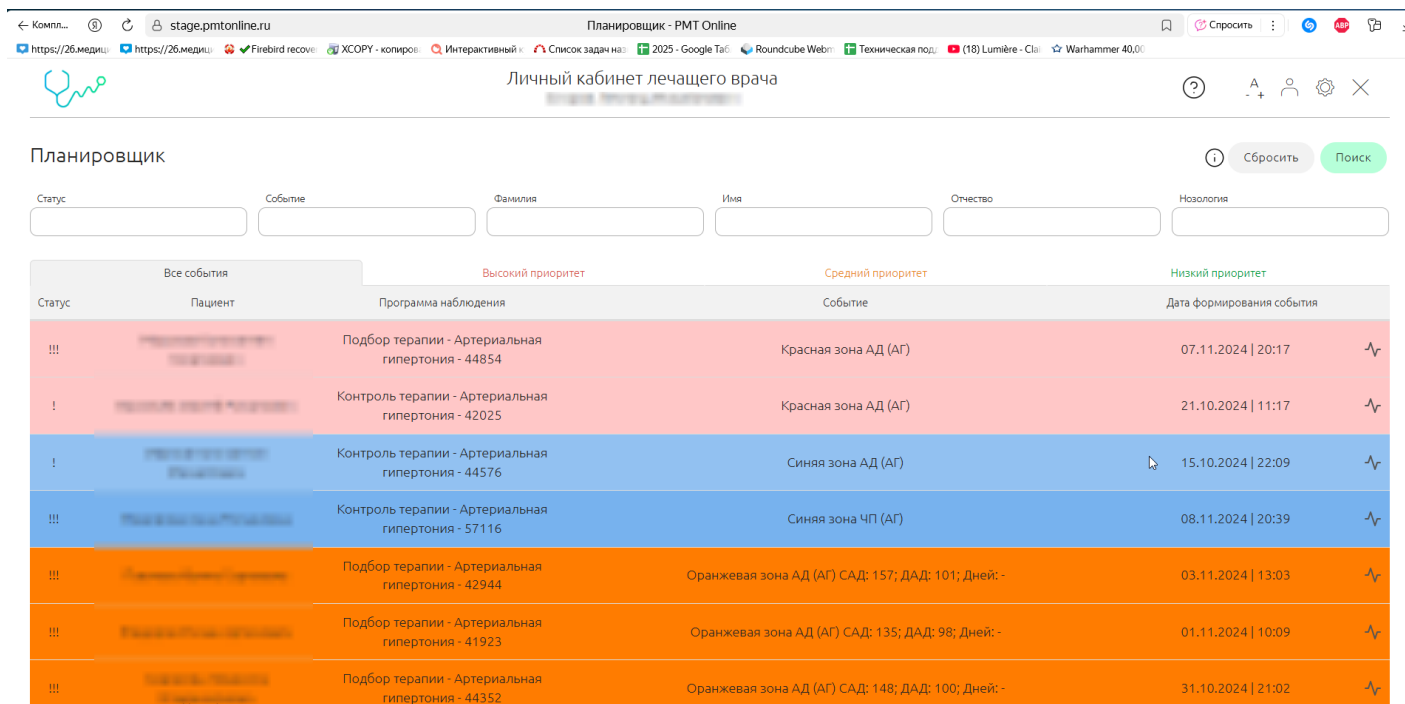 ← Компл...
Я
stage.pmtonline.ru
Планировщик - PMT Online
Спросить
ABP
https://26.медици
https://26.медици
Firebird recove
XCOPY - копиров
Интерактивный к
Список задач наз
2025 - Google Таб
Roundcube Webm
Техническая под
(18) Lumière - Clai
Warhammer 40,00
Личный кабинет лечащего врача
?
A
- +
Планировщик
i
Сбросить
Поиск
Статус
Событие
Фамилия
Имя
Отчество
Нозология
Все события
Высокий приоритет
Средний приоритет
Низкий приоритет
Статус
Пациент
Программа наблюдения
Событие
Дата формирования события
!!!
Подбор терапии - Артериальная
гипертония - 44854
Красная зона АД (АГ)
07.11.2024 | 20:17
!
Контроль терапии - Артериальная
гипертония - 42025
Красная зона АД (АГ)
21.10.2024 | 11:17
!
Контроль терапии - Артериальная
гипертония - 44576
Синяя зона АД (АГ)
15.10.2024 | 22:09
!!!
Контроль терапии - Артериальная
гипертония - 57116
Синяя зона ЧП (АГ)
08.11.2024 | 20:39
!!!
Подбор терапии - Артериальная
гипертония - 42944
Оранжевая зона АД (АГ) САД: 157; ДАД: 101; Дней: -
03.11.2024 | 13:03
!!!
Подбор терапии - Артериальная
гипертония - 41923
Оранжевая зона АД (АГ) САД: 135; ДАД: 98; Дней: -
01.11.2024 | 10:09
!!!
Подбор терапии - Артериальная
гипертония - 44352
Оранжевая зона АД (АГ) САД: 148; ДАД: 100; Дней: -
31.10.2024 | 21:02